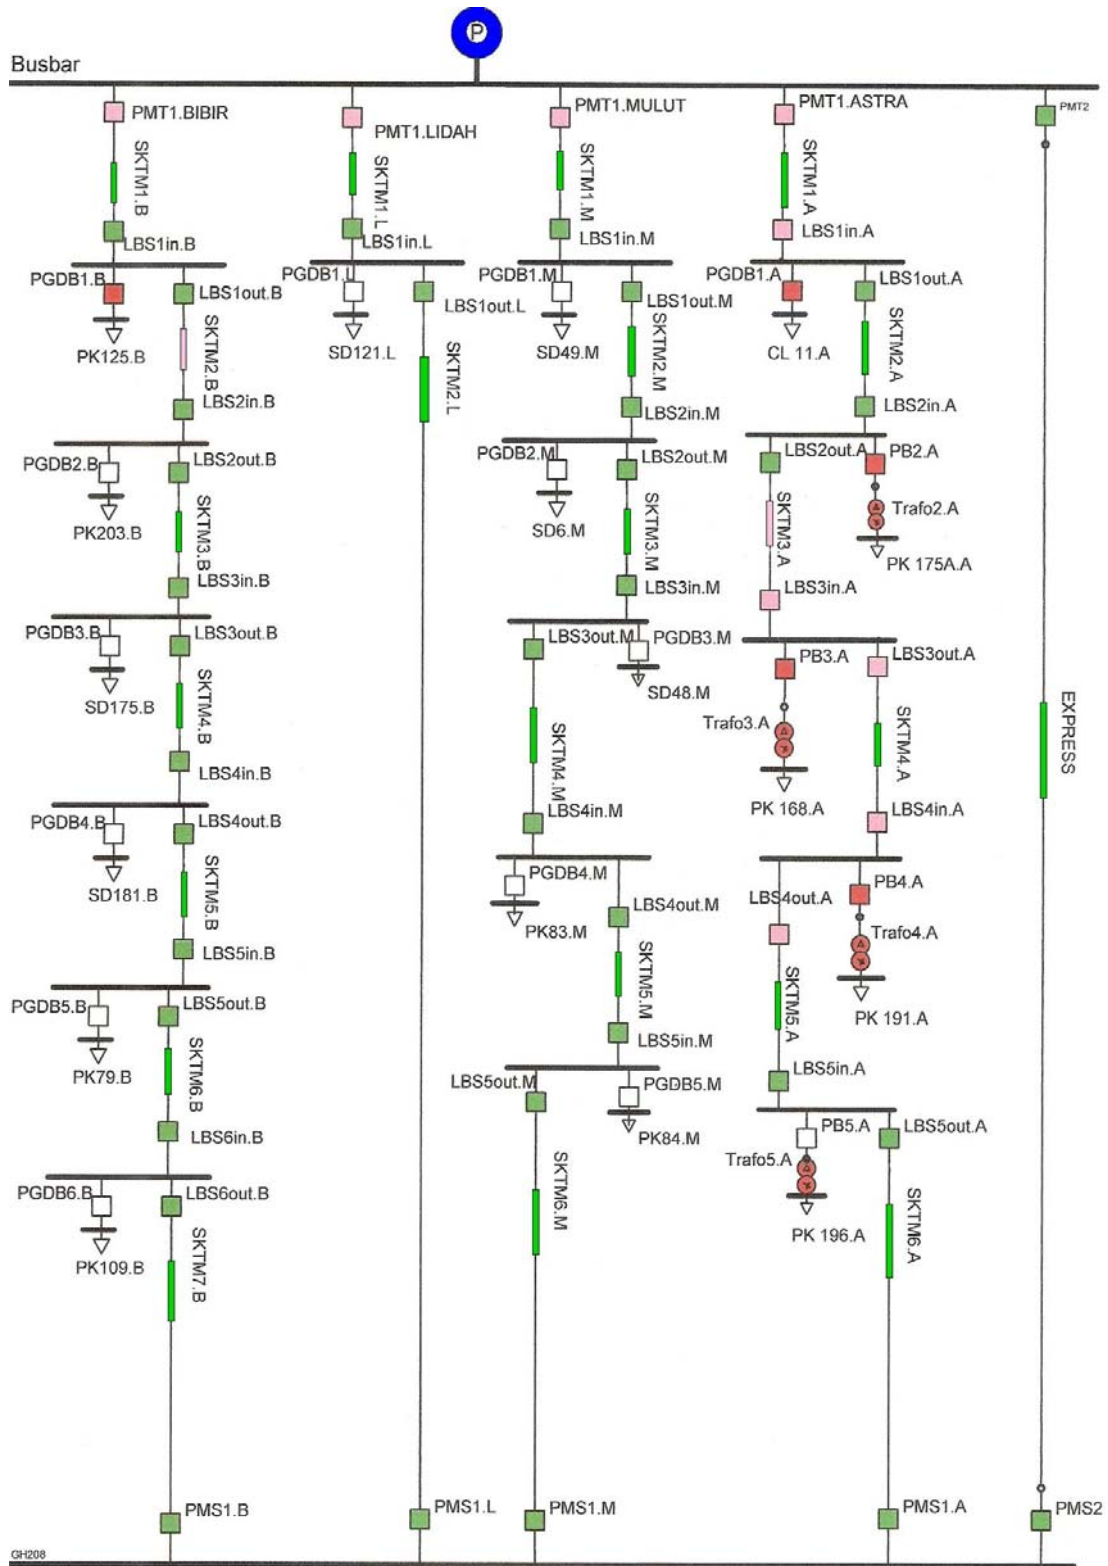 P
Busbar
PMT1.BIBIR
SKTM1.B
LBS1in.B
PGDB1.B
LBS1out.B
PK125.B
SKTM2.B
LBS2in.B
PGDB2.B
LBS2out.B
PK203.B
SKTM3.B
LBS3in.B
PGDB3.B
LBS3out.B
SD175.B
SKTM4.B
LBS4in.B
PGDB4.B
LBS4out.B
SD181.B
SKTM5.B
LBS5in.B
PGDB5.B
LBS5out.B
PK79.B
SKTM6.B
LBS6in.B
PGDB6.B
LBS6out.B
PK109.B
SKTM7.B
PMS1.B
PMT1.LIDAH
SKTM1.L
LBS1in.L
PGDB1.L
LBS1out.L
SD121.L
SKTM2.L
PMS1.L
PMT1.MULUT
SKTM1.M
LBS1in.M
PGDB1.M
LBS1out.M
SD49.M
SKTM2.M
LBS2in.M
PGDB2.M
LBS2out.M
SD6.M
SKTM3.M
LBS3in.M
LBS3out.M
PGDB3.M
SD48.M
SKTM4.M
LBS4in.M
PGDB4.M
LBS4out.M
PK83.M
SKTM5.M
LBS5in.M
LBS5out.M
PGDB5.M
PK84.M
SKTM6.M
PMS1.M
PMT1.ASTRA
SKTM1.A
LBS1in.A
PGDB1.A
LBS1out.A
CL 11.A
SKTM2.A
LBS2in.A
LBS2out.A
PB2.A
Trafo2.A
PK 175A.A
SKTM3.A
LBS3in.A
PB3.A
LBS3out.A
Trafo3.A
PK 168.A
SKTM4.A
LBS4in.A
LBS4out.A
PB4.A
Trafo4.A
PK 191.A
SKTM5.A
LBS5in.A
PB5.A
LBS5out.A
Trafo5.A
PK 196.A
SKTM6.A
PMS1.A
PMT2
EXPRESS
PMS2
GH208